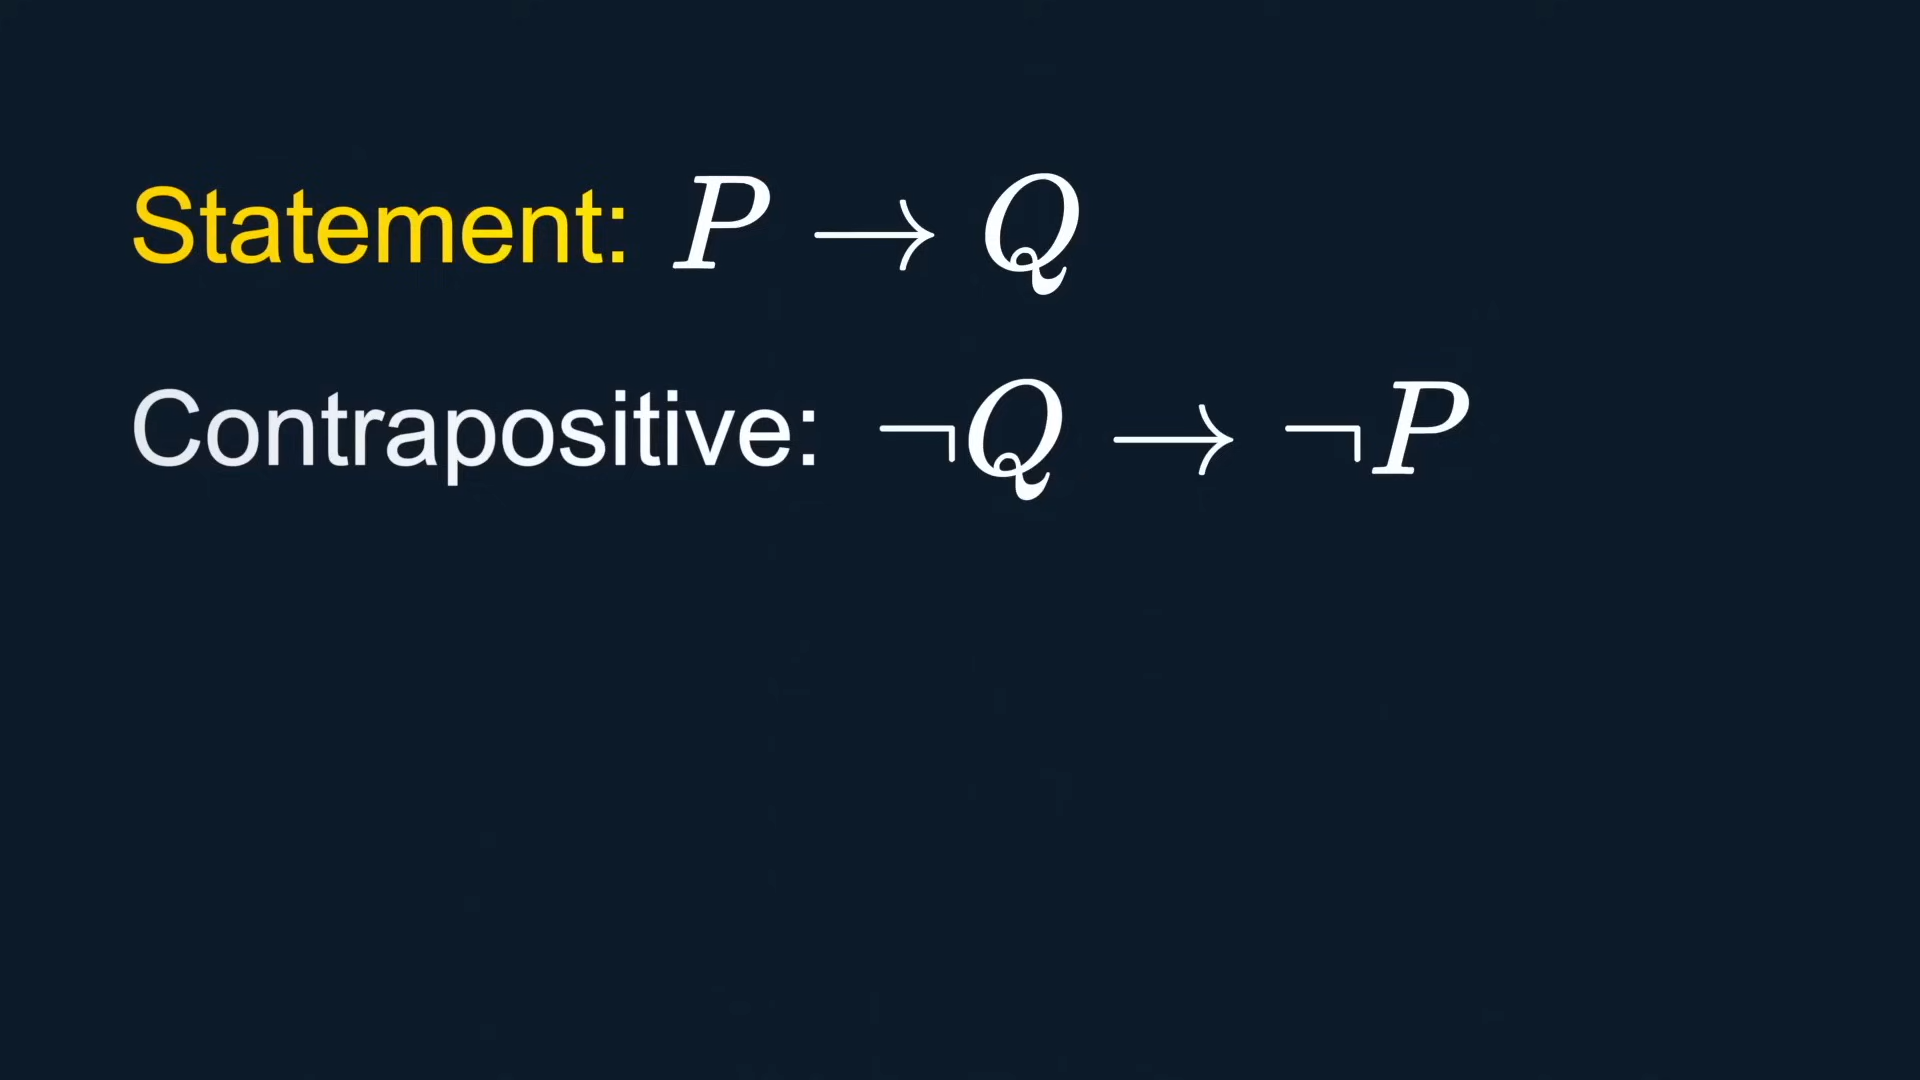 Statement: P → Q
Contrapositive: ¬Q → ¬P